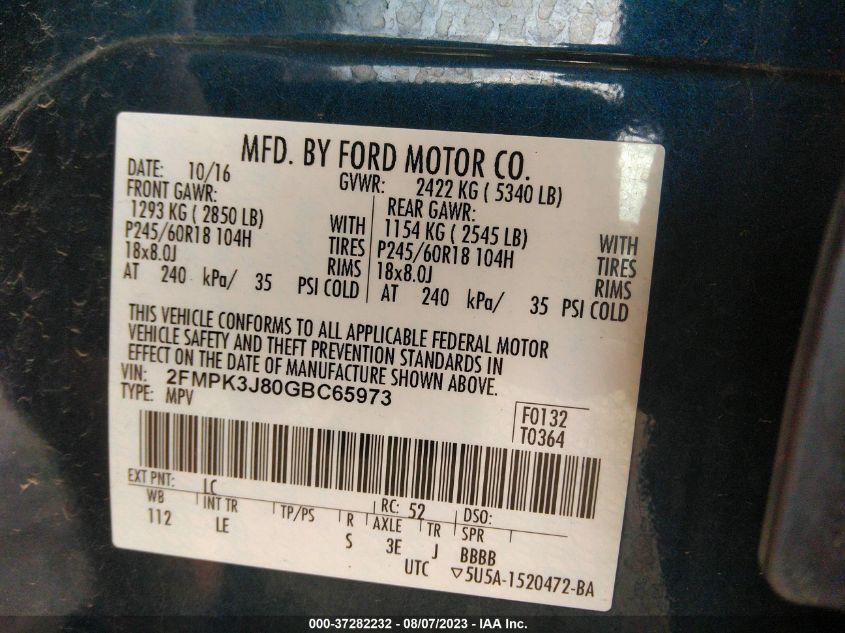 MFD. BY FORD MOTOR CO.
DATE: 10/16 GVWR: 2422 KG ( 5340 LB)
FRONT GAWR: REAR GAWR:
1293 KG ( 2850 LB) WITH 1154 KG ( 2545 LB) WITH
P245/60R18 104H TIRES P245/60R18 104H TIRES
18x8.0J RIMS 18x8.0J RIMS
AT 240 kPa/ 35 PSI COLD AT 240 kPa/ 35 PSI COLD
THIS VEHICLE CONFORMS TO ALL APPLICABLE FEDERAL MOTOR
VEHICLE SAFETY AND THEFT PREVENTION STANDARDS IN
EFFECT ON THE DATE OF MANUFACTURE SHOWN ABOVE.
VIN: 2FMPK3J80GBC65973
TYPE: MPV
F0132
T0364
EXT PNT: LC RC: 52 DSO:
WB INT TR TP/PS R AXLE TR SPR
112 LE S 3E J BBBB
UTC ▽5U5A-1520472-BA
000-37282232 - 08/07/2023 - IAA Inc.